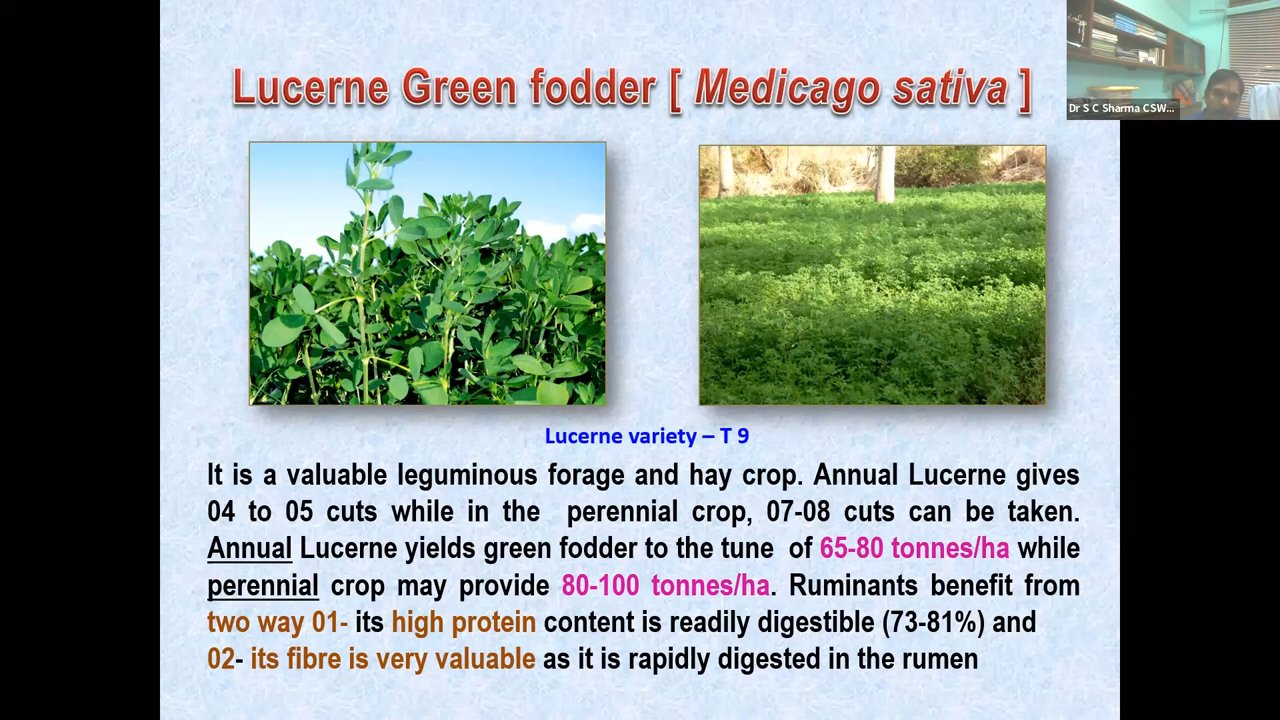 Lucerne Green fodder [ Medicago sativa ]
Dr S C Sharma CSW...
Lucerne variety – T 9
It is a valuable leguminous forage and hay crop. Annual Lucerne gives
04 to 05 cuts while in the perennial crop, 07-08 cuts can be taken.
Annual Lucerne yields green fodder to the tune of 65-80 tonnes/ha while
perennial crop may provide 80-100 tonnes/ha. Ruminants benefit from
two way 01- its high protein content is readily digestible (73-81%) and
02- its fibre is very valuable as it is rapidly digested in the rumen